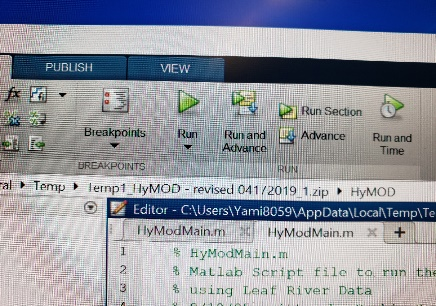 PUBLISH VIEW
fx
Breakpoints Run Run and Advance Run Section Advance Run and Time
BREAKPOINTS RUN
al ▸ Temp ▸ Temp1_HyMOD - revised 041/2019_1.zip ▸ HyMOD
Editor - C:\Users\Yami8059\AppData\Local\Temp\Te
HyModMain.m × HyModMain.m × +
1 % HyModMain.m
2 % Matlab Script file to run the
3 % using Leaf River Data
4